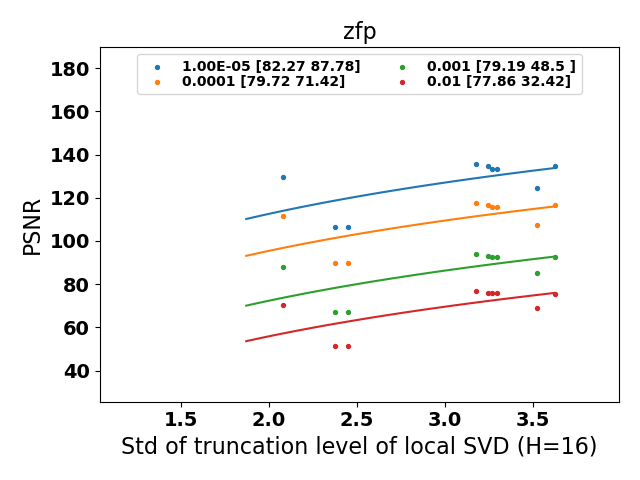 zfp
1.00E-05 [82.27 87.78]
0.0001 [79.72 71.42]
0.001 [79.19 48.5 ]
0.01 [77.86 32.42]
PSNR
180
160
140
120
100
80
60
40
1.5 2.0 2.5 3.0 3.5
Std of truncation level of local SVD (H=16)